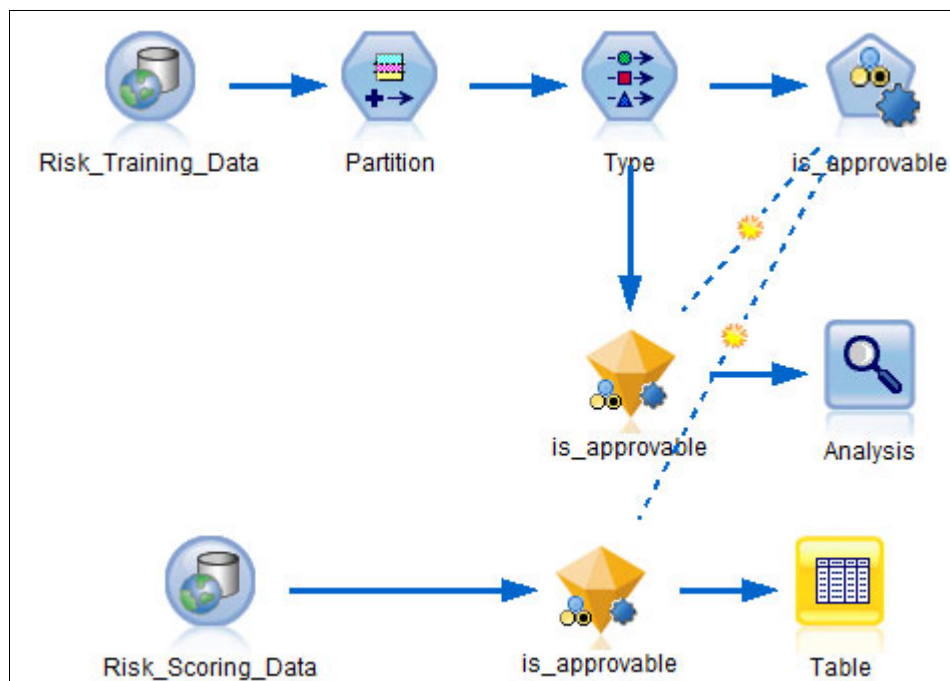 Risk_Training_Data
Partition
Type
is_approvable
is_approvable
Analysis
Risk_Scoring_Data
is_approvable
Table